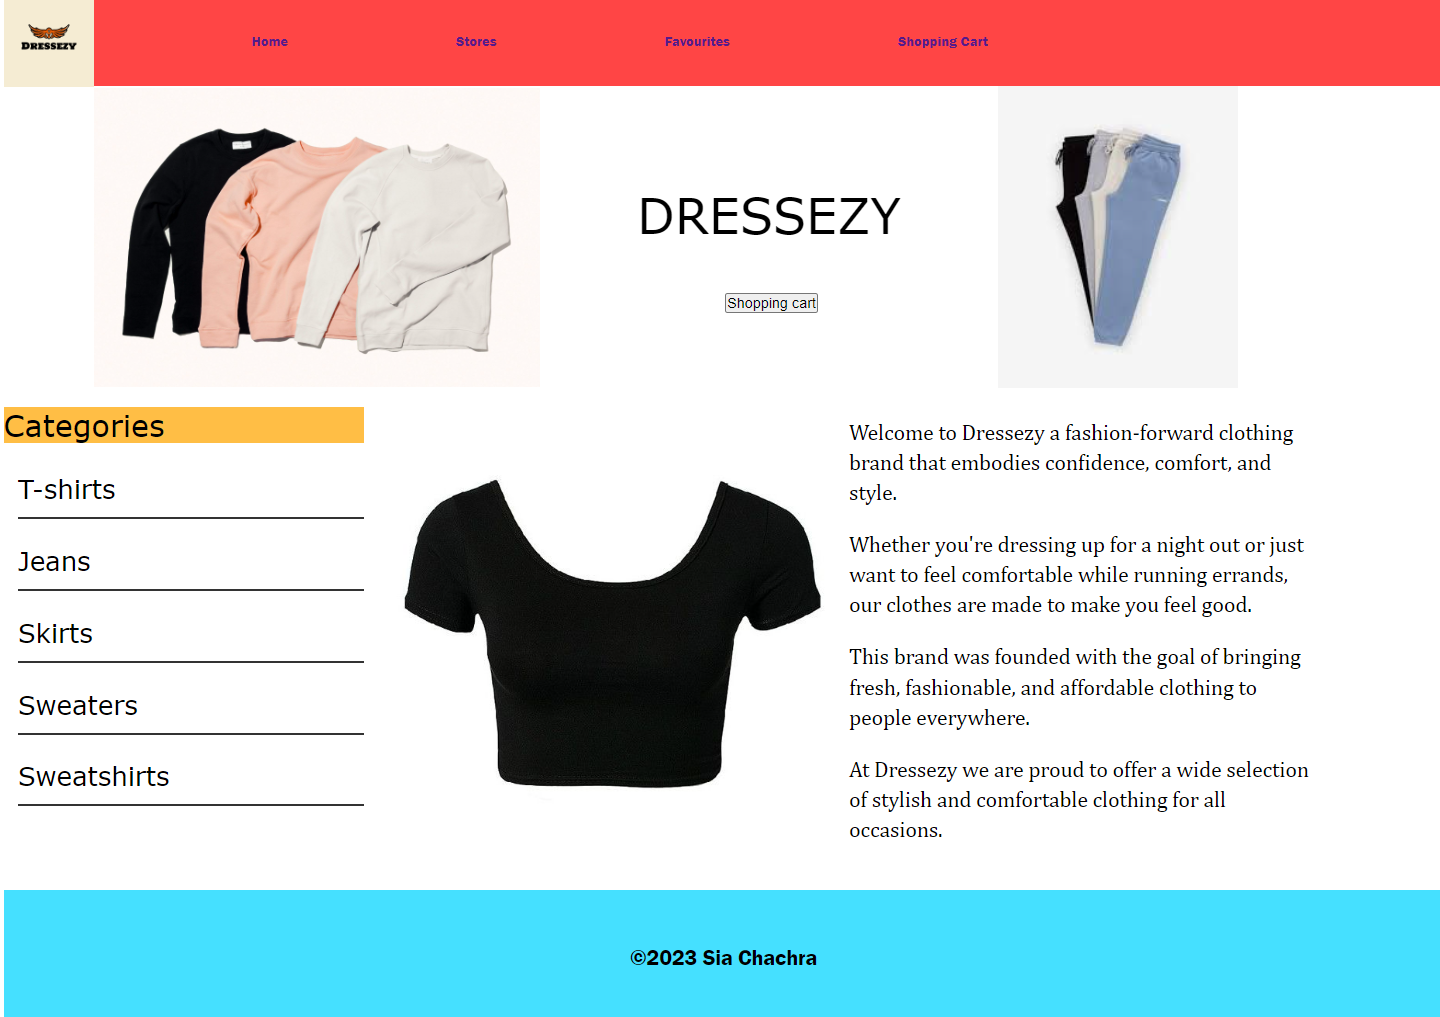 DRESSEZY
Home
Stores
Favourites
Shopping Cart
DRESSEZY
Shopping cart
Categories
T-shirts
Jeans
Skirts
Sweaters
Sweatshirts
Welcome to Dressezy a fashion-forward clothing
brand that embodies confidence, comfort, and
style.
Whether you're dressing up for a night out or just
want to feel comfortable while running errands,
our clothes are made to make you feel good.
This brand was founded with the goal of bringing
fresh, fashionable, and affordable clothing to
people everywhere.
At Dressezy we are proud to offer a wide selection
of stylish and comfortable clothing for all
occasions.
©2023 Sia Chachra